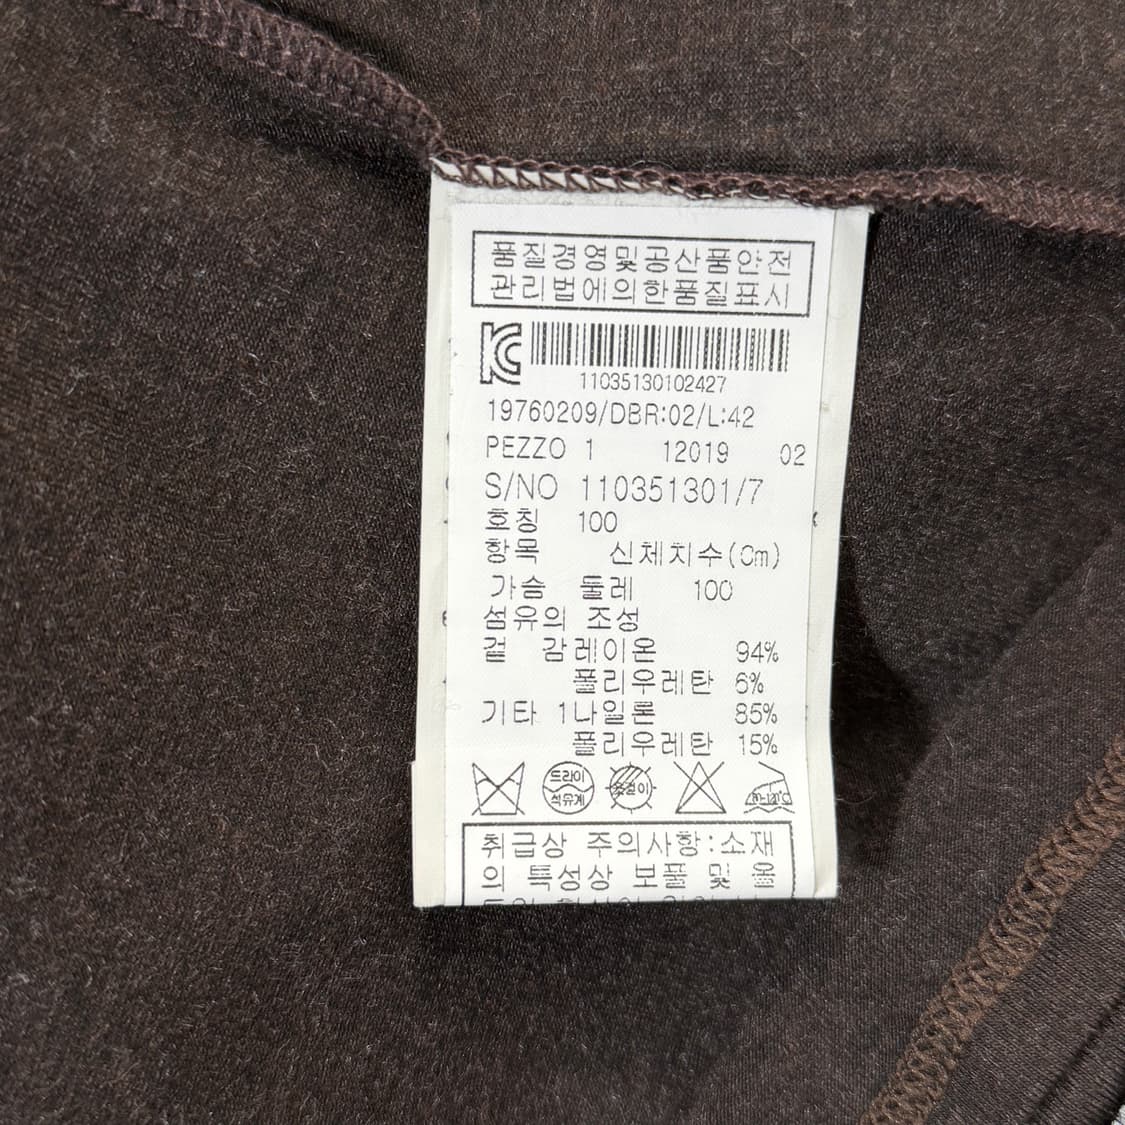 품질경영및공산품안전
관리법에의한품질표시
KC
11035130102427
19760209/DBR:02/L:42
PEZZO 1 12019 02
S/NO 110351301/7
호칭 100
항목 신체치수(Cm)
가슴 둘레 100
섬유의 조성
겉 감레이온 94%
폴리우레탄 6%
기타 1나일론 85%
폴리우레탄 15%
드라이
석유계
옷걸이
취급상 주의사항:소재
의 특성상 보풀 및 올